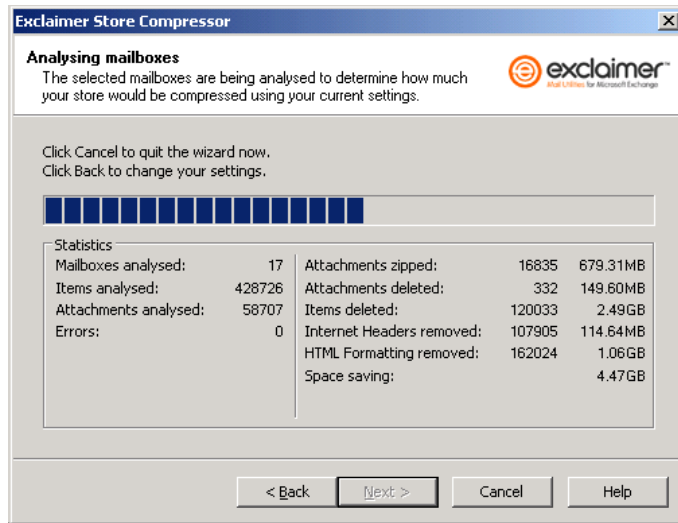 Exclaimer Store Compressor
Analysing mailboxes
The selected mailboxes are being analysed to determine how much
your store would be compressed using your current settings.
exclaimer™
Mail Utilities for Microsoft Exchange
Click Cancel to quit the wizard now.
Click Back to change your settings.
Statistics
Mailboxes analysed: 17
Items analysed: 428726
Attachments analysed: 58707
Errors: 0
Attachments zipped: 16835 679.31MB
Attachments deleted: 332 149.60MB
Items deleted: 120033 2.49GB
Internet Headers removed: 107905 114.64MB
HTML Formatting removed: 162024 1.06GB
Space saving: 4.47GB
< Back
Next >
Cancel
Help